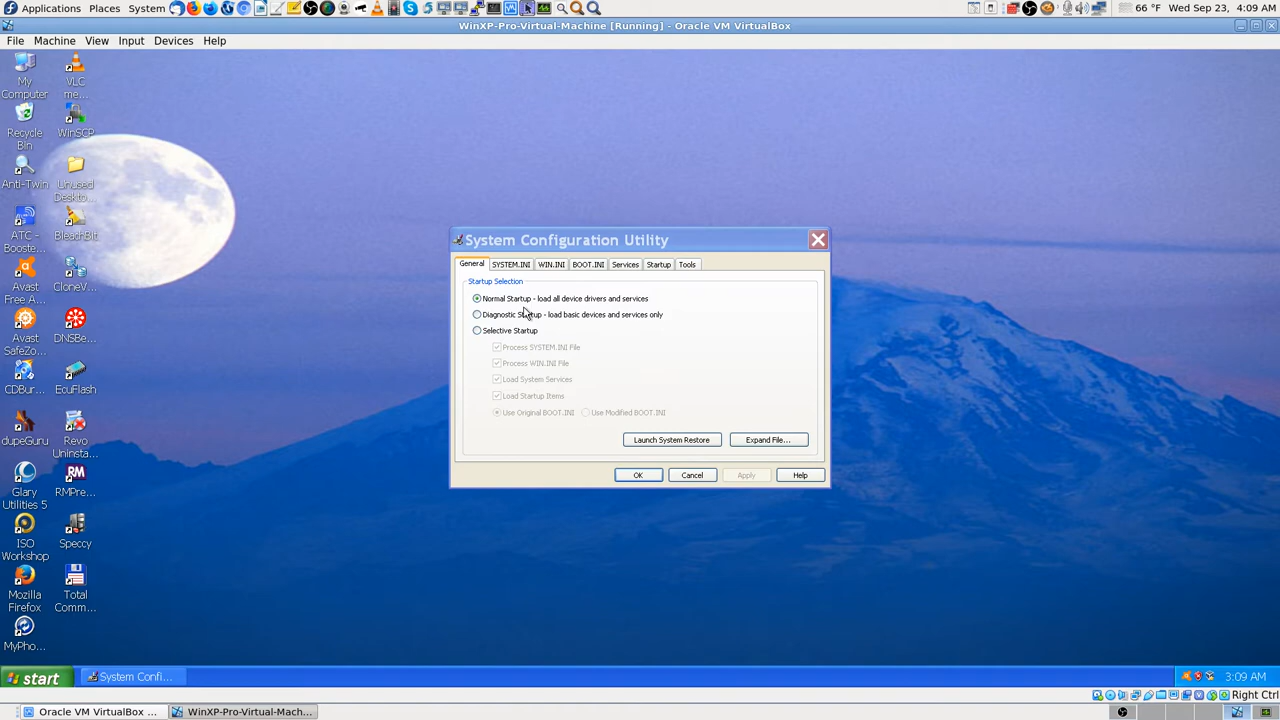 Applications Places System 66 °F Wed Sep 23, 4:09 AM
WinXP-Pro-Virtual-Machine [Running] - Oracle VM VirtualBox
File Machine View Input Devices Help
My Computer
VLC me...
Recycle Bin
WinSCP
Anti-Twin
Unused Deskto...
ATC - Booste...
BleachBit
Avast Free A...
CloneV...
Avast SafeZo...
DNSBe...
CDBur...
EcuFlash
dupeGuru
Revo Uninsta...
Glary Utilities 5
RMPre...
ISO Workshop
Speccy
Mozilla Firefox
Total Comm...
MyPho...
System Configuration Utility
General SYSTEM.INI WIN.INI BOOT.INI Services Startup Tools
Startup Selection
Normal Startup - load all device drivers and services
Diagnostic Startup - load basic devices and services only
Selective Startup
Process SYSTEM.INI File
Process WIN.INI File
Load System Services
Load Startup Items
Use Original BOOT.INI Use Modified BOOT.INI
Launch System Restore Expand File...
OK Cancel Apply Help
start System Confi... 3:09 AM
Right Ctrl
Oracle VM VirtualBox ... WinXP-Pro-Virtual-Mach...